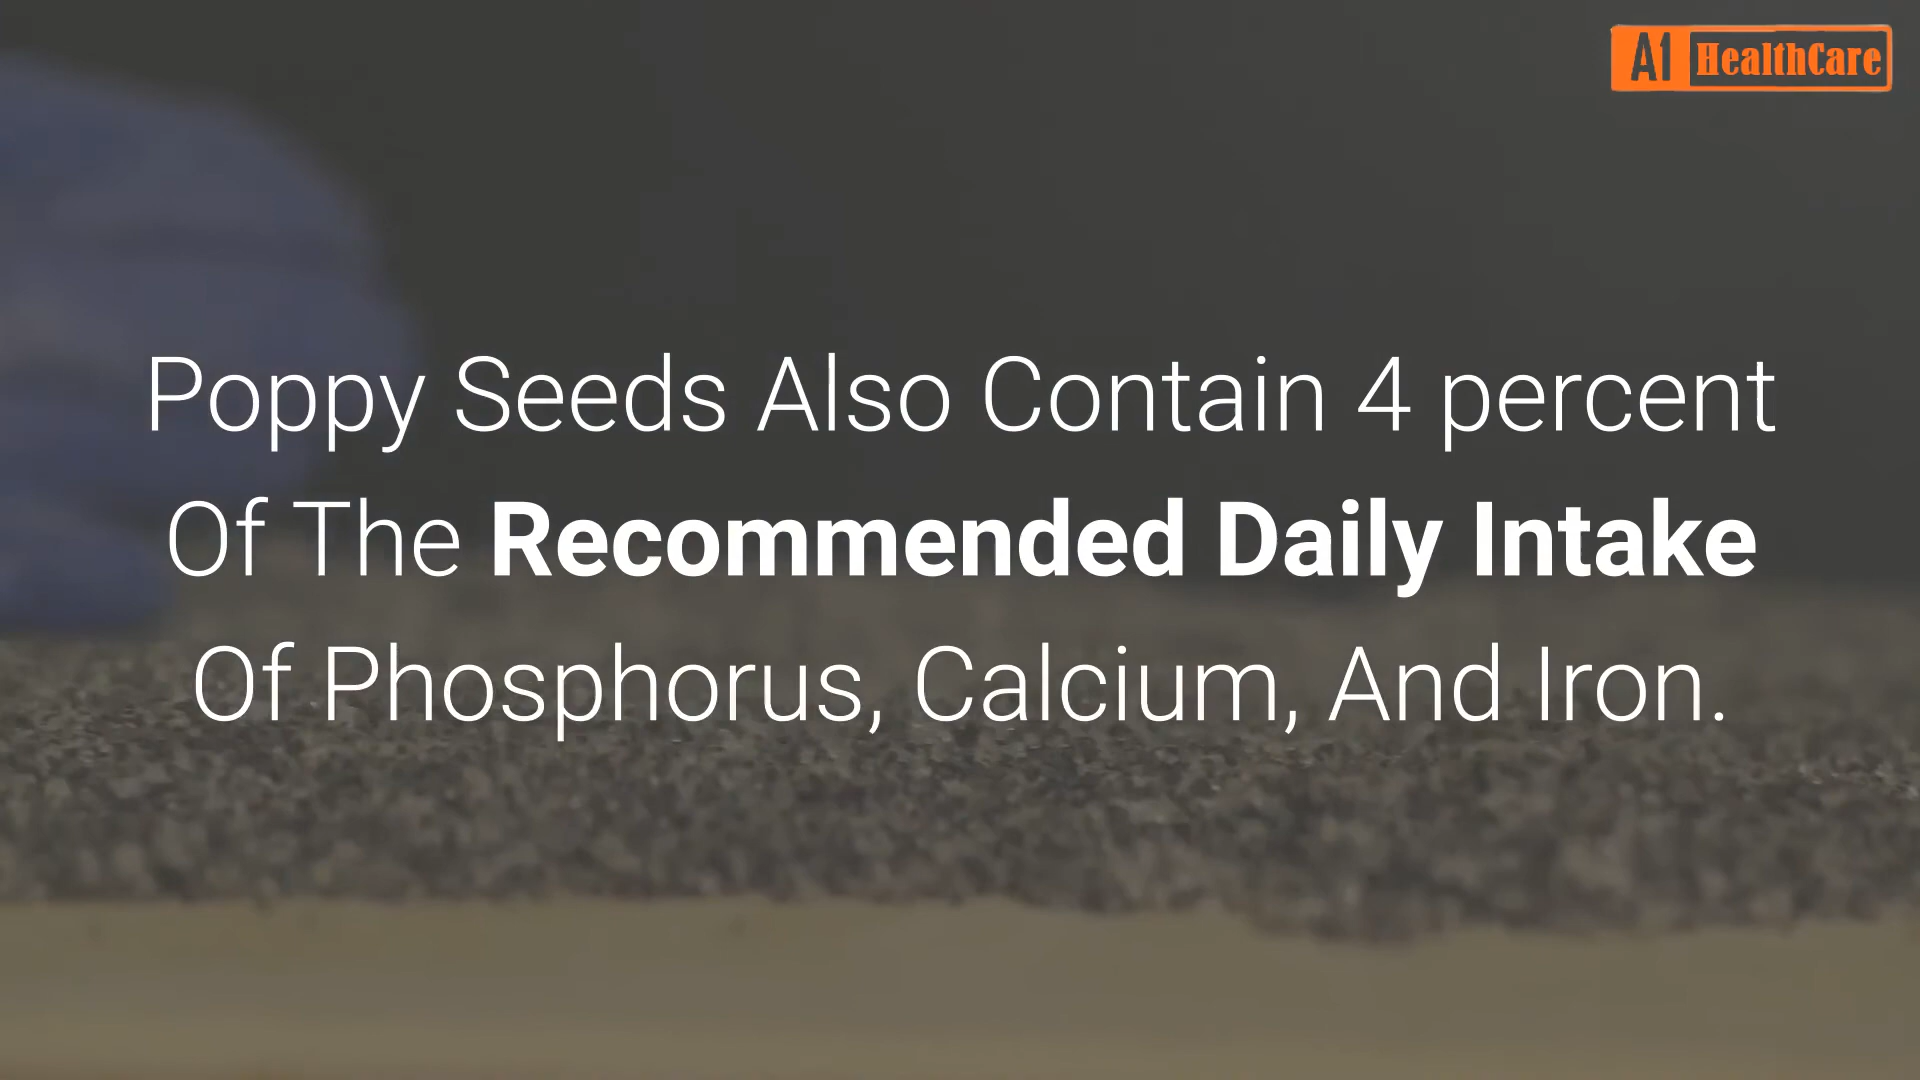 A1 HealthCare
Poppy Seeds Also Contain 4 percent
Of The Recommended Daily Intake
Of Phosphorus, Calcium, And Iron.